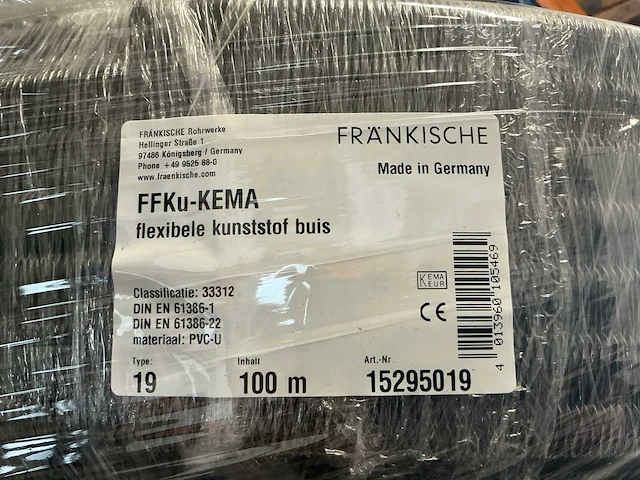 FRÄNKISCHE Rohrwerke
Hellinger Straße 1
97486 Königsberg / Germany
Phone +49 9525 88-0
www.fraenkische.com
FRÄNKISCHE
Made in Germany
FFKu-KEMA
flexibele kunststof buis
Classificatie: 33312
DIN EN 61386-1
DIN EN 61386-22
materiaal: PVC-U
KEMA
KEUR
CE
4 013960 105469
Type:
19
Inhalt
100 m
Art.-Nr.
15295019